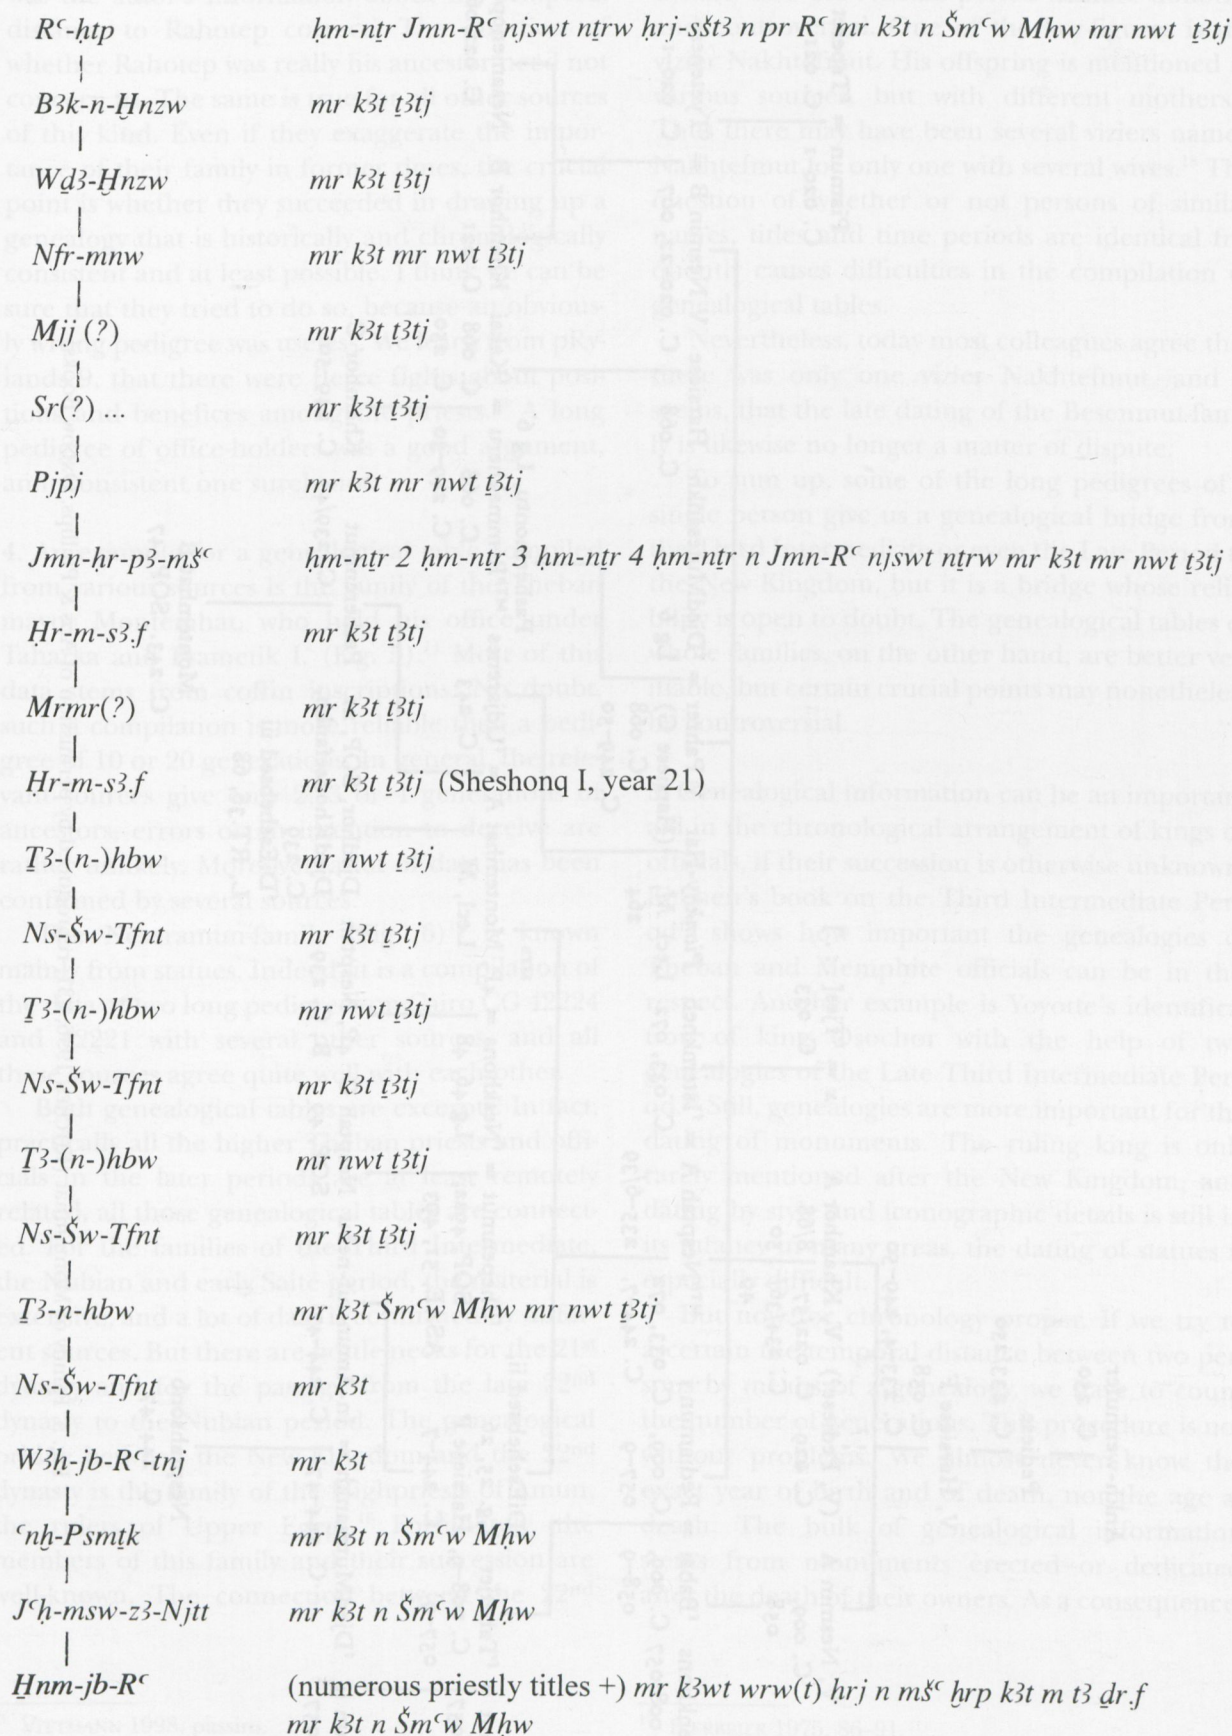 Rꜥ-ḥtp ḥm-nṯr Jmn-Rꜥ njswt nṯrw ḥrj-sštꜣ n pr Rꜥ mr kꜣt n Šmꜥw Mḥw mr nwt ṯꜣtj
Bꜣk-n-Ḫnzw mr kꜣt ṯꜣtj
Wḏꜣ-Ḫnzw mr kꜣt ṯꜣtj
Nfr-mnw mr kꜣt mr nwt ṯꜣtj
Mjj (?) mr kꜣt ṯꜣtj
Sr(?).... mr kꜣt ṯꜣtj
Pjpj mr kꜣt mr nwt ṯꜣtj
Jmn-ḥr-pꜣ-mšꜥ ḥm-nṯr 2 ḥm-nṯr 3 ḥm-nṯr 4 ḥm-nṯr n Jmn-Rꜥ njswt nṯrw mr kꜣt mr nwt ṯꜣtj
Ḥr-m-sꜣ.f mr kꜣt ṯꜣtj
Mrmr(?) mr kꜣt ṯꜣtj
Ḥr-m-sꜣ.f mr kꜣt ṯꜣtj (Sheshonq I, year 21)
Tꜣ-(n-)hbw mr nwt ṯꜣtj
Ns-Šw-Tfnt mr kꜣt ṯꜣtj
Ṯꜣ-(n-)hbw mr nwt ṯꜣtj
Ns-Šw-Tfnt mr kꜣt ṯꜣtj
Ṯꜣ-(n-)hbw mr nwt ṯꜣtj
Ns-Šw-Tfnt mr kꜣt ṯꜣtj
Ṯꜣ-n-hbw mr kꜣt Šmꜥw Mḥw mr nwt ṯꜣtj
Ns-Šw-Tfnt mr kꜣt
Wꜣḥ-jb-Rꜥ-tnj mr kꜣt
ꜥnḫ-Psmṯk mr kꜣt n Šmꜥw Mḥw
Jꜥḥ-msw-zꜣ-Njtt mr kꜣt n Šmꜥw Mḥw
H̱nm-jb-Rꜥ (numerous priestly titles +) mr kꜣwt wrw(t) ḥrj n mšꜥ ḫrp kꜣt m tꜣ ḏr.f
mr kꜣt n Šmꜥw Mḥw